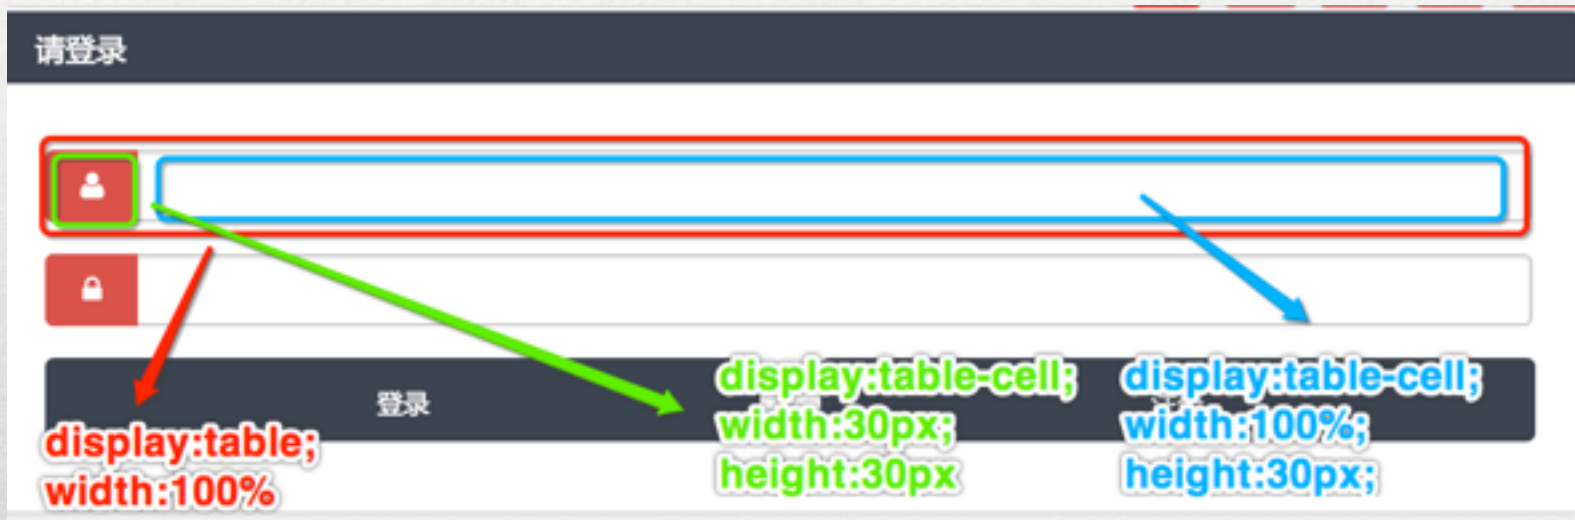 请登录
登录
display:table;
width:100%
display:table-cell;
width:30px;
height:30px
display:table-cell;
width:100%;
height:30px;